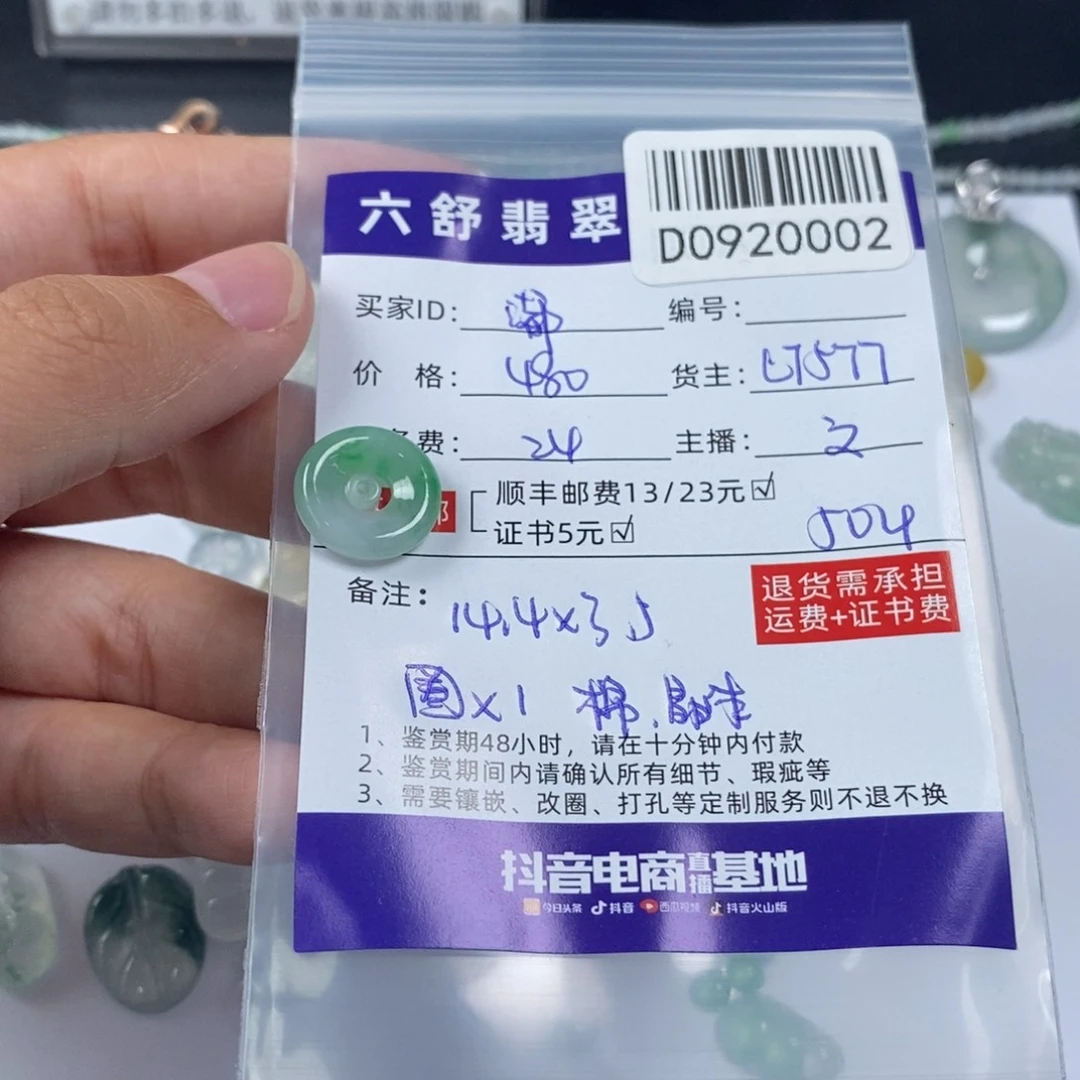 六舒翡翠
D0920002
买家ID:
编号:
价 格: 480
货主: L7577
费: 24
主播: 文
顺丰邮费13/23元☑
证书5元☑
504
退货需承担
运费+证书费
备注: 14.4x3.5
圈x1 棉.
1、鉴赏期48小时，请在十分钟内付款
2、鉴赏期间内请确认所有细节、瑕疵等
3、需要镶嵌、改圈、打孔等定制服务则不退不换
抖音电商直播基地
今日头条 抖音 西瓜视频 抖音火山版